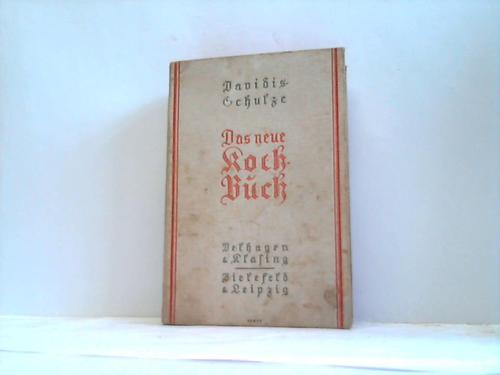 Davidis-
Schulze
Das neue
Koch-
Buch
Velhagen
& Klasing
Bielefeld
& Leipzig